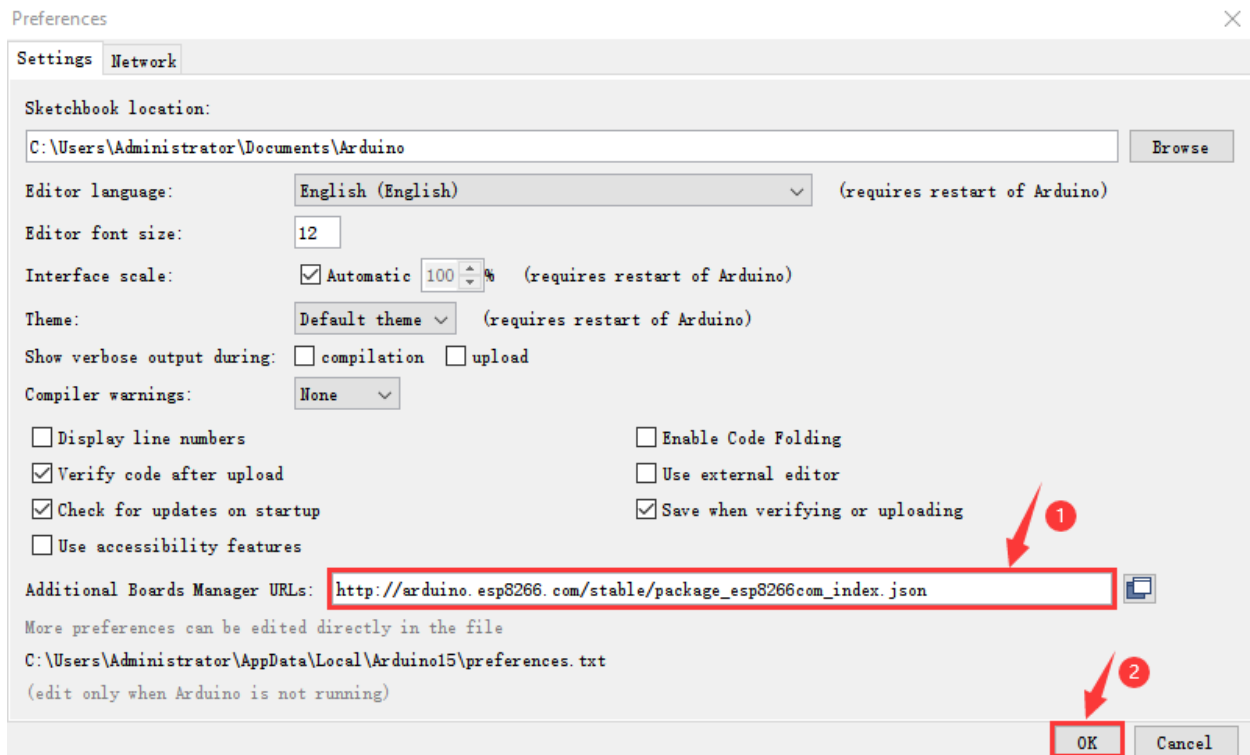 Preferences
Settings Network
Sketchbook location:
C:\Users\Administrator\Documents\Arduino Browse
Editor language: English (English) (requires restart of Arduino)
Editor font size: 12
Interface scale: Automatic 100 % (requires restart of Arduino)
Theme: Default theme (requires restart of Arduino)
Show verbose output during: compilation upload
Compiler warnings: None
Display line numbers Enable Code Folding
Verify code after upload Use external editor
Check for updates on startup Save when verifying or uploading
1
Use accessibility features
Additional Boards Manager URLs: http://arduino.esp8266.com/stable/package_esp8266com_index.json
More preferences can be edited directly in the file
C:\Users\Administrator\AppData\Local\Arduino15\preferences.txt
2
(edit only when Arduino is not running)
OK Cancel